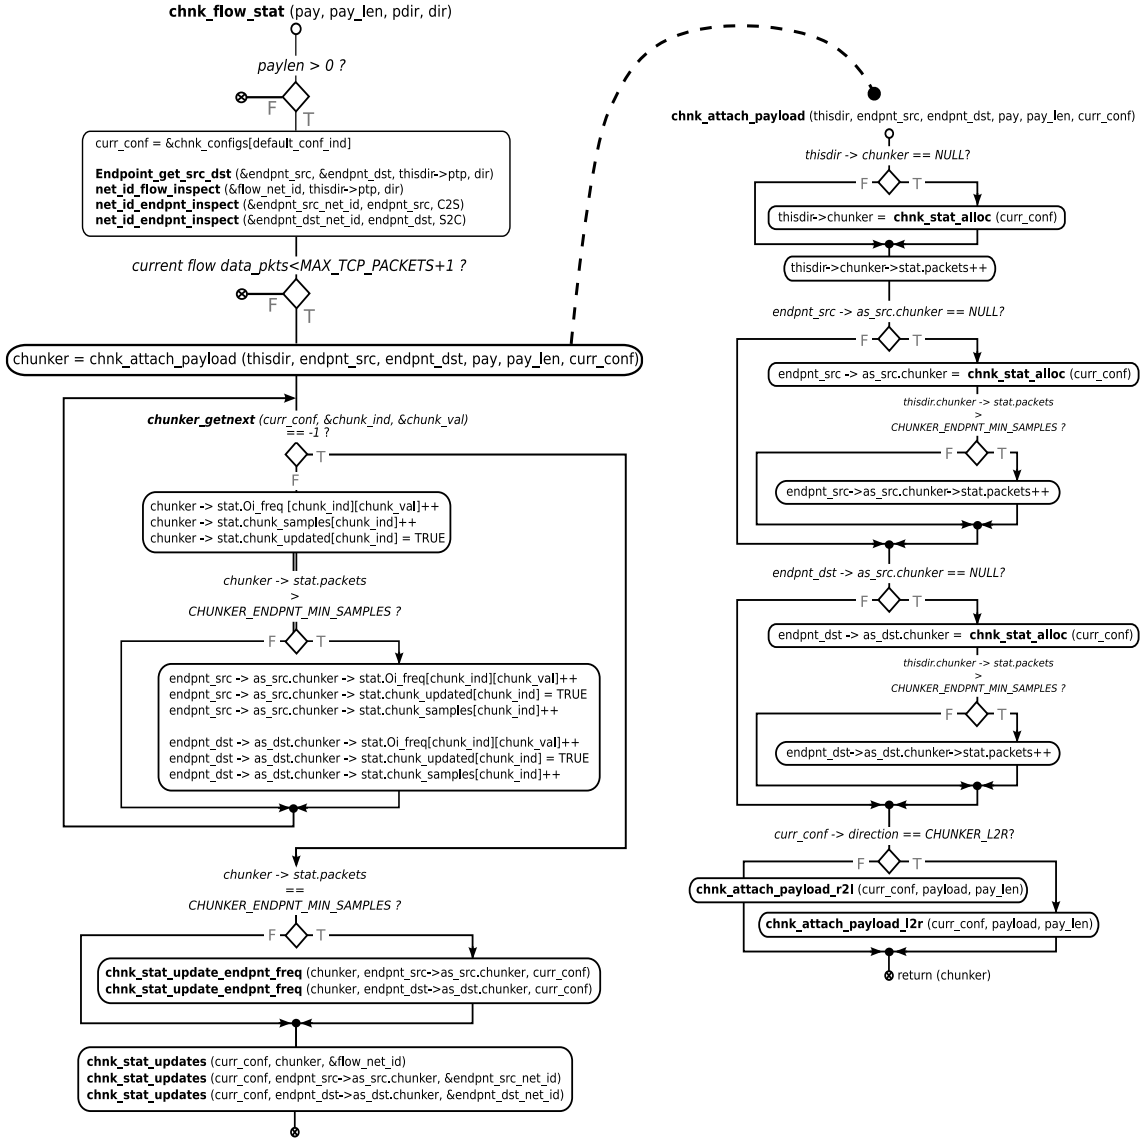 chnk_flow_stat (pay, pay_len, pdir, dir)
paylen > 0 ?
F
T
curr_conf = &chnk_configs[default_conf_ind]
Endpoint_get_src_dst (&endpnt_src, &endpnt_dst, thisdir->ptp, dir)
net_id_flow_inspect (&flow_net_id, thisdir->ptp, dir)
net_id_endpnt_inspect (&endpnt_src_net_id, endpnt_src, C2S)
net_id_endpnt_inspect (&endpnt_dst_net_id, endpnt_dst, S2C)
current flow data_pkts<MAX_TCP_PACKETS+1 ?
F
T
chunker = chnk_attach_payload (thisdir, endpnt_src, endpnt_dst, pay, pay_len, curr_conf)
chunker_getnext (curr_conf, &chunk_ind, &chunk_val)
== -1 ?
T
F
chunker -> stat.Oi_freq [chunk_ind][chunk_val]++
chunker -> stat.chunk_samples[chunk_ind]++
chunker -> stat.chunk_updated[chunk_ind] = TRUE
chunker -> stat.packets
>
CHUNKER_ENDPNT_MIN_SAMPLES ?
F
T
endpnt_src -> as_src.chunker -> stat.Oi_freq[chunk_ind][chunk_val]++
endpnt_src -> as_src.chunker -> stat.chunk_updated[chunk_ind] = TRUE
endpnt_src -> as_src.chunker -> stat.chunk_samples[chunk_ind]++
endpnt_dst -> as_dst.chunker -> stat.Oi_freq[chunk_ind][chunk_val]++
endpnt_dst -> as_dst.chunker -> stat.chunk_updated[chunk_ind] = TRUE
endpnt_dst -> as_dst.chunker -> stat.chunk_samples[chunk_ind]++
chunker -> stat.packets
==
CHUNKER_ENDPNT_MIN_SAMPLES ?
F
T
chnk_stat_update_endpnt_freq (chunker, endpnt_src->as_src.chunker, curr_conf)
chnk_stat_update_endpnt_freq (chunker, endpnt_dst->as_dst.chunker, curr_conf)
chnk_stat_updates (curr_conf, chunker, &flow_net_id)
chnk_stat_updates (curr_conf, endpnt_src->as_src.chunker, &endpnt_src_net_id)
chnk_stat_updates (curr_conf, endpnt_dst->as_dst.chunker, &endpnt_dst_net_id)
chnk_attach_payload (thisdir, endpnt_src, endpnt_dst, pay, pay_len, curr_conf)
thisdir -> chunker == NULL?
F
T
thisdir->chunker = chnk_stat_alloc (curr_conf)
thisdir->chunker->stat.packets++
endpnt_src -> as_src.chunker == NULL?
F
T
endpnt_src -> as_src.chunker = chnk_stat_alloc (curr_conf)
thisdir.chunker -> stat.packets
>
CHUNKER_ENDPNT_MIN_SAMPLES ?
F
T
endpnt_src->as_src.chunker->stat.packets++
endpnt_dst -> as_src.chunker == NULL?
F
T
endpnt_dst -> as_dst.chunker = chnk_stat_alloc (curr_conf)
thisdir.chunker -> stat.packets
>
CHUNKER_ENDPNT_MIN_SAMPLES ?
F
T
endpnt_dst->as_dst.chunker->stat.packets++
curr_conf -> direction == CHUNKER_L2R?
F
T
chnk_attach_payload_r2l (curr_conf, payload, pay_len)
chnk_attach_payload_l2r (curr_conf, payload, pay_len)
return (chunker)